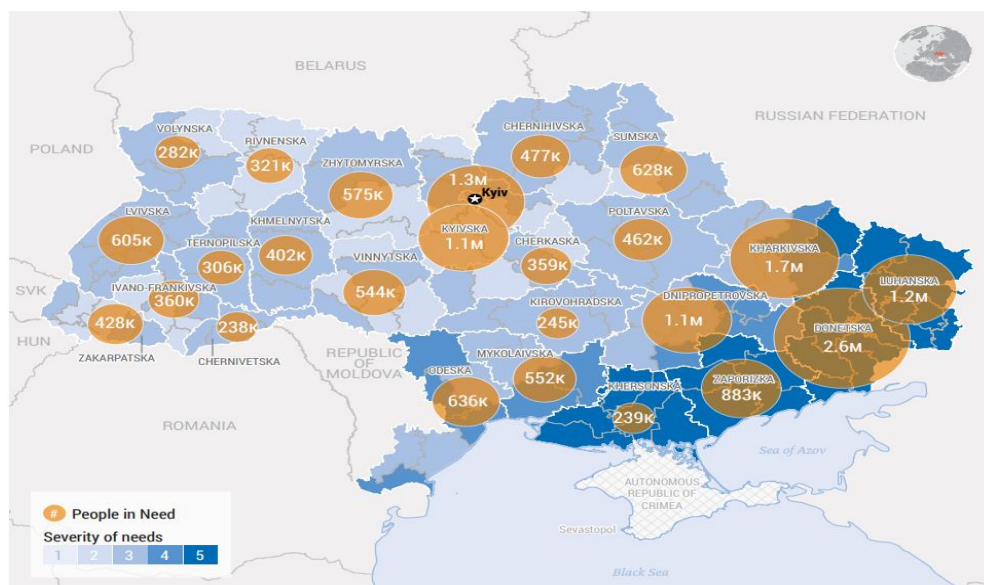 BELARUS
RUSSIAN FEDERATION
POLAND
VOLYNSKA
282K
RIVNENSKA
321K
ZHYTOMYRSKA
575K
1.3M
Kyiv
KYIVSKA
1.1M
CHERNIHIVSKA
477K
SUMSKA
628K
LVIVSKA
605K
TERNOPILSKA
306K
KHMELNYTSKA
402K
VINNYTSKA
544K
CHERKASKA
359K
POLTAVSKA
462K
KHARKIVSKA
1.7M
LUHANSKA
1.2M
SVK
HUN
IVANO-FRANKIVSKA
360K
428K
ZAKARPATSKA
238K
CHERNIVETSKA
KIROVOHRADSKA
245K
DNIPROPETROVSKA
1.1M
DONETSKA
2.6M
REPUBLIC
OF
MOLDOVA
ODESKA
636K
MYKOLAIVSKA
552K
KHERSONSKA
239K
ZAPORIZKA
883K
ROMANIA
Sea of Azov
AUTONOMOUS
REPUBLIC OF
CRIMEA
Sevastopol
Black Sea
# People in Need
Severity of needs
1 2 3 4 5